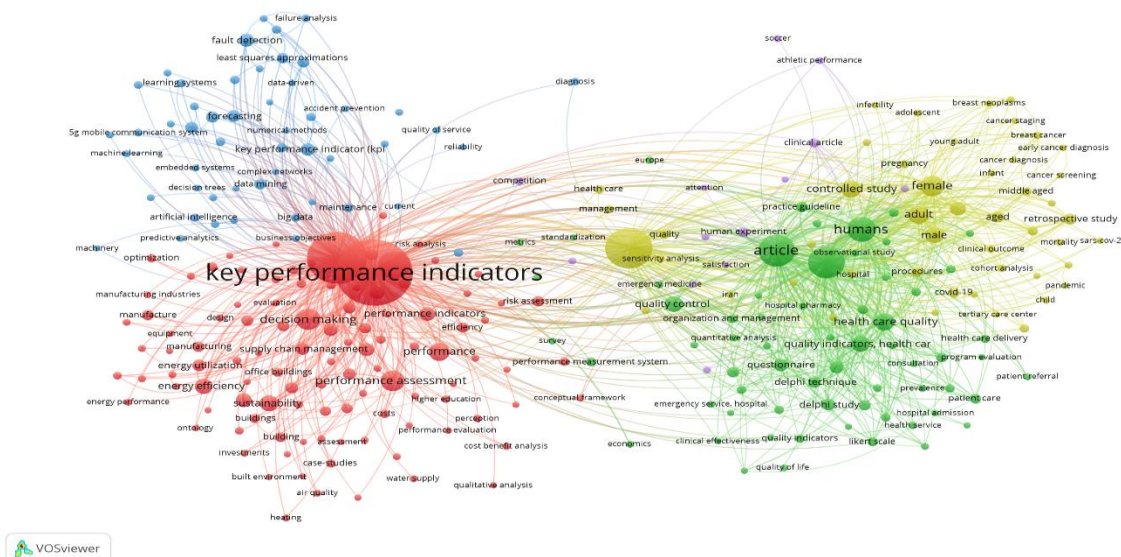 failure analysis
fault detection
least squares approximations
learning systems
data-driven
accident prevention
forecasting
5g mobile communication system
numerical methods
quality of service
machine-learning
key performance indicator (kpi
reliability
embedded systems
complex networks
decision trees
data mining
artificial intelligence
big data
maintenance
current
predictive analytics
business objectives
machinery
optimization
risk analysis
key performance indicators
manufacturing industries
evaluation
manufacture
design
decision making
performance indicators
efficiency
risk assessment
equipment
manufacturing
supply chain management
performance
energy utilization
office buildings
energy efficiency
performance assessment
energy performance
sustainability
higher education
costs
perception
ontology
buildings
performance evaluation
building
assessment
cost benefit analysis
investments
case-studies
built environment
water supply
qualitative analysis
air quality
heating
diagnosis
soccer
athletic performance
europe
competition
health care
attention
management
metrics
standardization
quality
sensitivity analysis
satisfaction
emergency medicine
human experiment
iran
quality control
survey
organization and management
quantitative analysis
performance measurement system
conceptual framework
economics
infertility
adolescent
breast neoplasms
cancer staging
clinical article
young adult
breast cancer
early cancer diagnosis
pregnancy
cancer diagnosis
infant
cancer screening
controlled study
female
middle aged
practice guideline
adult
aged
retrospective study
humans
male
article
observational study
clinical outcome
mortality
sars-cov-2
hospital
procedures
cohort analysis
covid-19
pandemic
child
hospital pharmacy
tertiary care center
health care quality
health care delivery
quality indicators, health car
consultation
program evaluation
questionnaire
patient referral
delphi technique
prevalence
patient care
emergency service, hospital
delphi study
hospital admission
health service
clinical effectiveness
quality indicators
likert scale
quality of life
VOSviewer